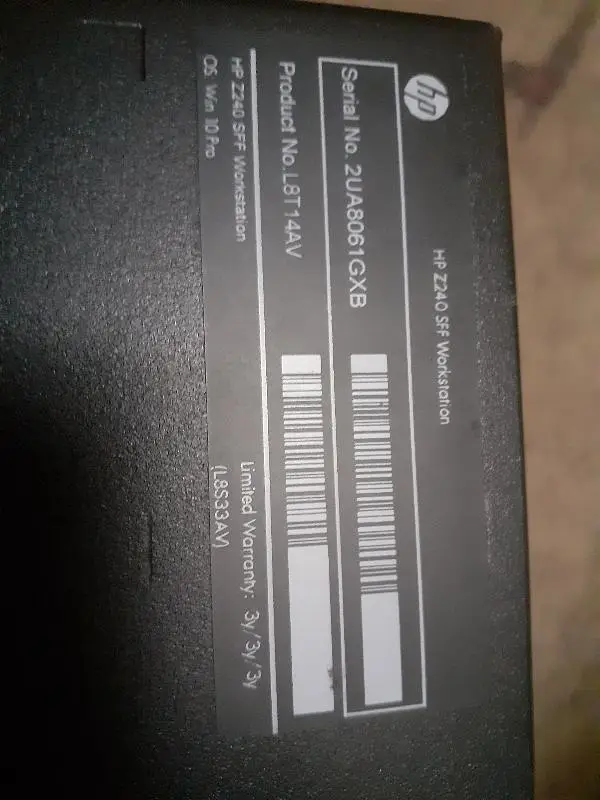 hp
HP Z240 SFF Workstation
Serial No. 2UA8061GXB
Product No. L8T14AV
HP Z240 SFF Workstation
OS Win 10 Pro
Limited Warranty: 3y/3y/3y
(L8S33AV)